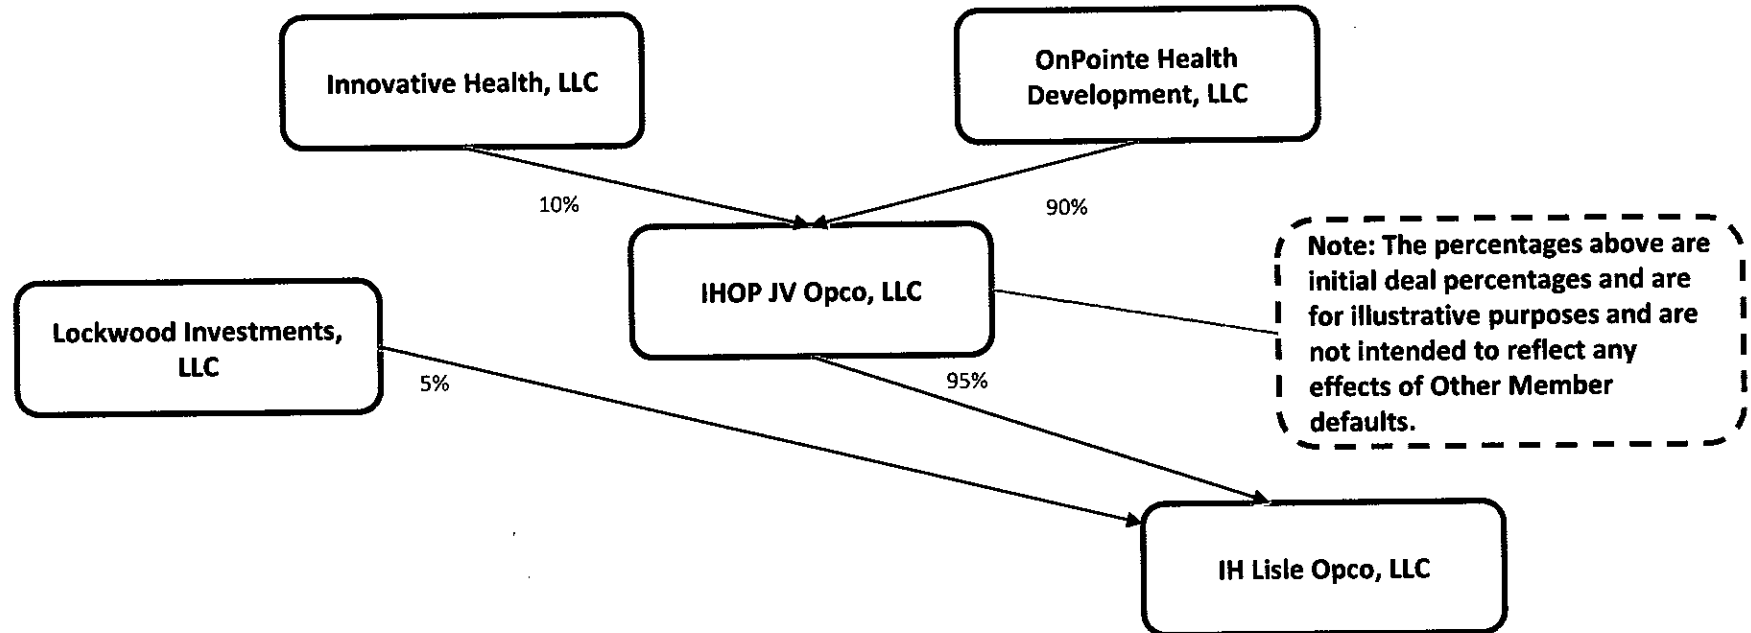 Innovative Health, LLC
OnPointe Health
Development, LLC
10%
90%
IHOP JV Opco, LLC
Note: The percentages above are
initial deal percentages and are
for illustrative purposes and are
not intended to reflect any
effects of Other Member
defaults.
Lockwood Investments,
LLC
5%
95%
IH Lisle Opco, LLC